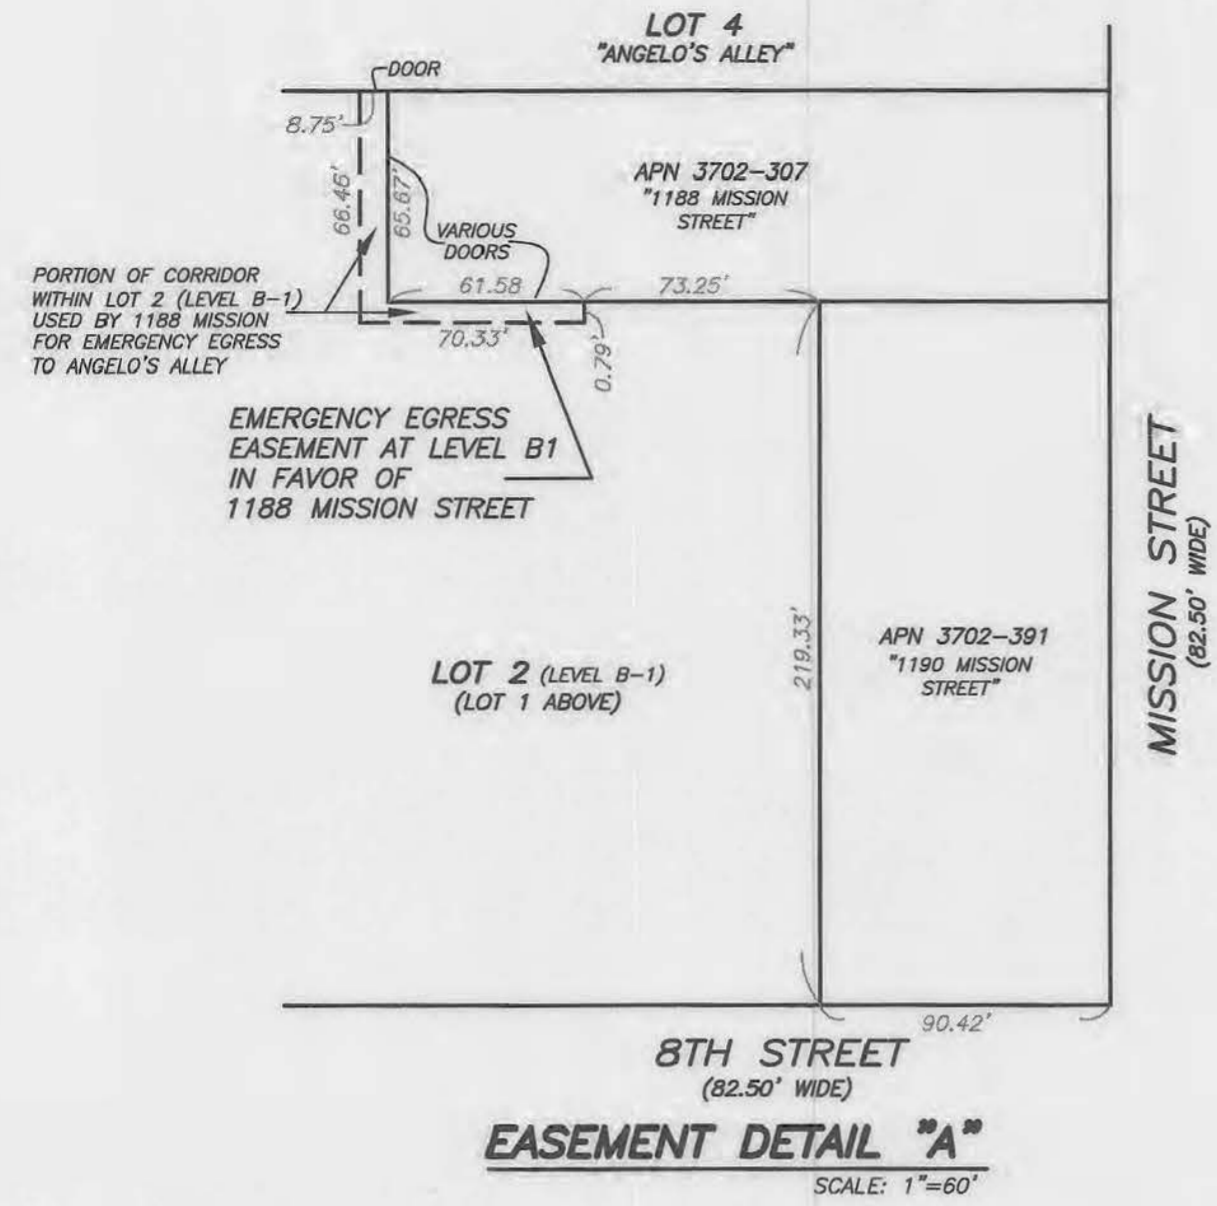 LOT 4
"ANGELO'S ALLEY"
DOOR
8.75'
66.46'
65.67'
APN 3702-307
"1188 MISSION
STREET"
VARIOUS
DOORS
PORTION OF CORRIDOR
WITHIN LOT 2 (LEVEL B-1)
USED BY 1188 MISSION
FOR EMERGENCY EGRESS
TO ANGELO'S ALLEY
61.58
73.25'
70.33'
0.79'
EMERGENCY EGRESS
EASEMENT AT LEVEL B1
IN FAVOR OF
1188 MISSION STREET
MISSION STREET
(82.50' WIDE)
219.33'
APN 3702-391
"1190 MISSION
STREET"
LOT 2 (LEVEL B-1)
(LOT 1 ABOVE)
90.42'
8TH STREET
(82.50' WIDE)
EASEMENT DETAIL "A"
SCALE: 1"=60'